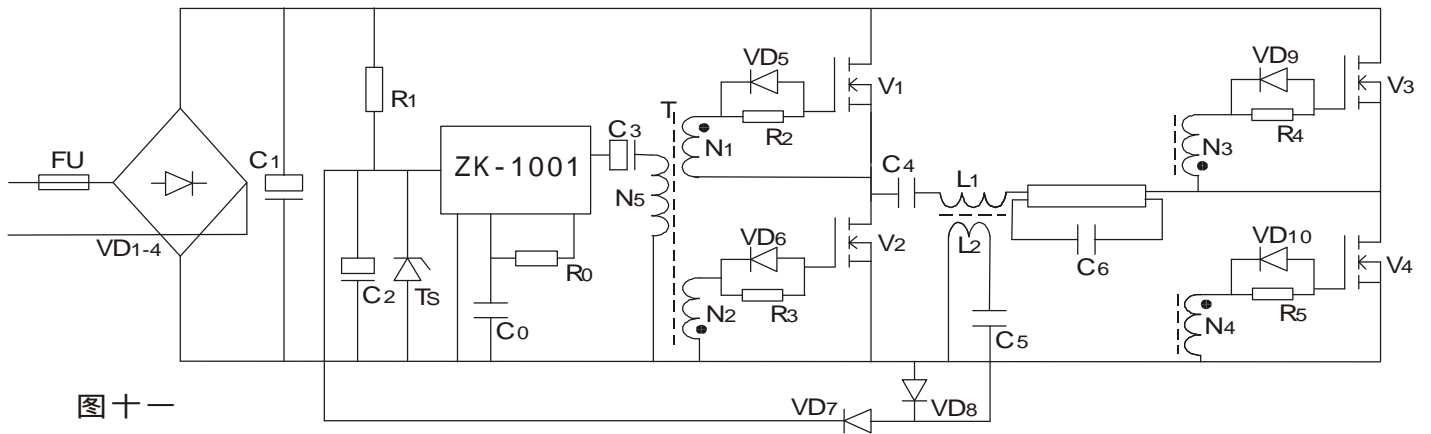 FU
VD1-4
C1
R1
C2
TS
ZK-1001
R0
C0
C3
N5
T
N1
VD5
R2
V1
N2
VD6
R3
V2
C4
L1
L2
C5
C6
VD7
VD8
N3
VD9
R4
V3
N4
VD10
R5
V4
图十一